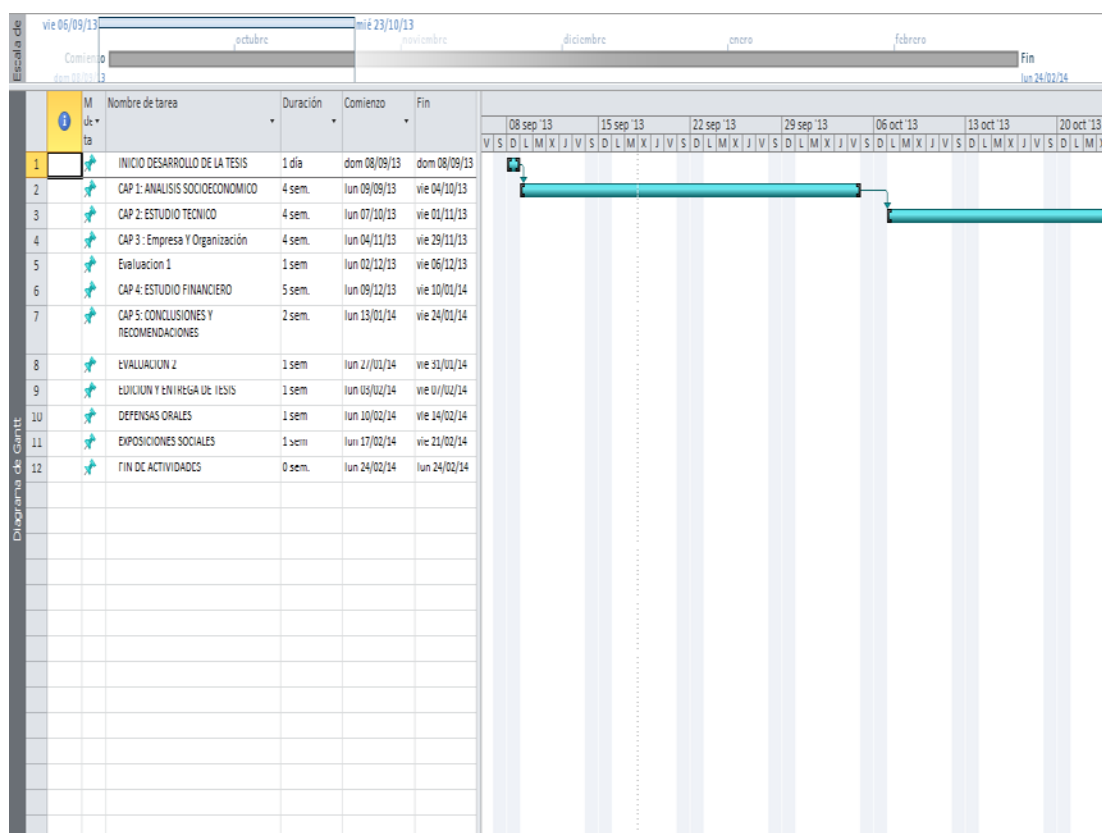 Escala de
vie 06/09/13 mié 23/10/13
octubre noviembre diciembre enero febrero
Comienzo Fin
dom 08/09/13 lun 24/02/14
Diagrama de Gantt
M de ta Nombre de tarea Duración Comienzo Fin
08 sep '13 15 sep '13 22 sep '13 29 sep '13 06 oct '13 13 oct '13 20 oct '13
V S D L M X J V S D L M X J V S D L M X J V S D L M X J V S D L M X J V S D L M X J V S D L M
1 INICIO DESARROLLO DE LA TESIS 1 día dom 08/09/13 dom 08/09/13
2 CAP 1: ANALISIS SOCIOECONOMICO 4 sem. lun 09/09/13 vie 04/10/13
3 CAP 2: ESTUDIO TECNICO 4 sem. lun 07/10/13 vie 01/11/13
4 CAP 3 : Empresa Y Organización 4 sem. lun 04/11/13 vie 29/11/13
5 Evaluacion 1 1 sem lun 02/12/13 vie 06/12/13
6 CAP 4: ESTUDIO FINANCIERO 5 sem. lun 09/12/13 vie 10/01/14
7 CAP 5: CONCLUSIONES Y RECOMENDACIONES 2 sem. lun 13/01/14 vie 24/01/14
8 EVALUACION 2 1 sem lun 27/01/14 vie 31/01/14
9 EDICION Y ENTREGA DE TESIS 1 sem lun 03/02/14 vie 07/02/14
10 DEFENSAS ORALES 1 sem lun 10/02/14 vie 14/02/14
11 EXPOSICIONES SOCIALES 1 sem lun 17/02/14 vie 21/02/14
12 FIN DE ACTIVIDADES 0 sem. lun 24/02/14 lun 24/02/14